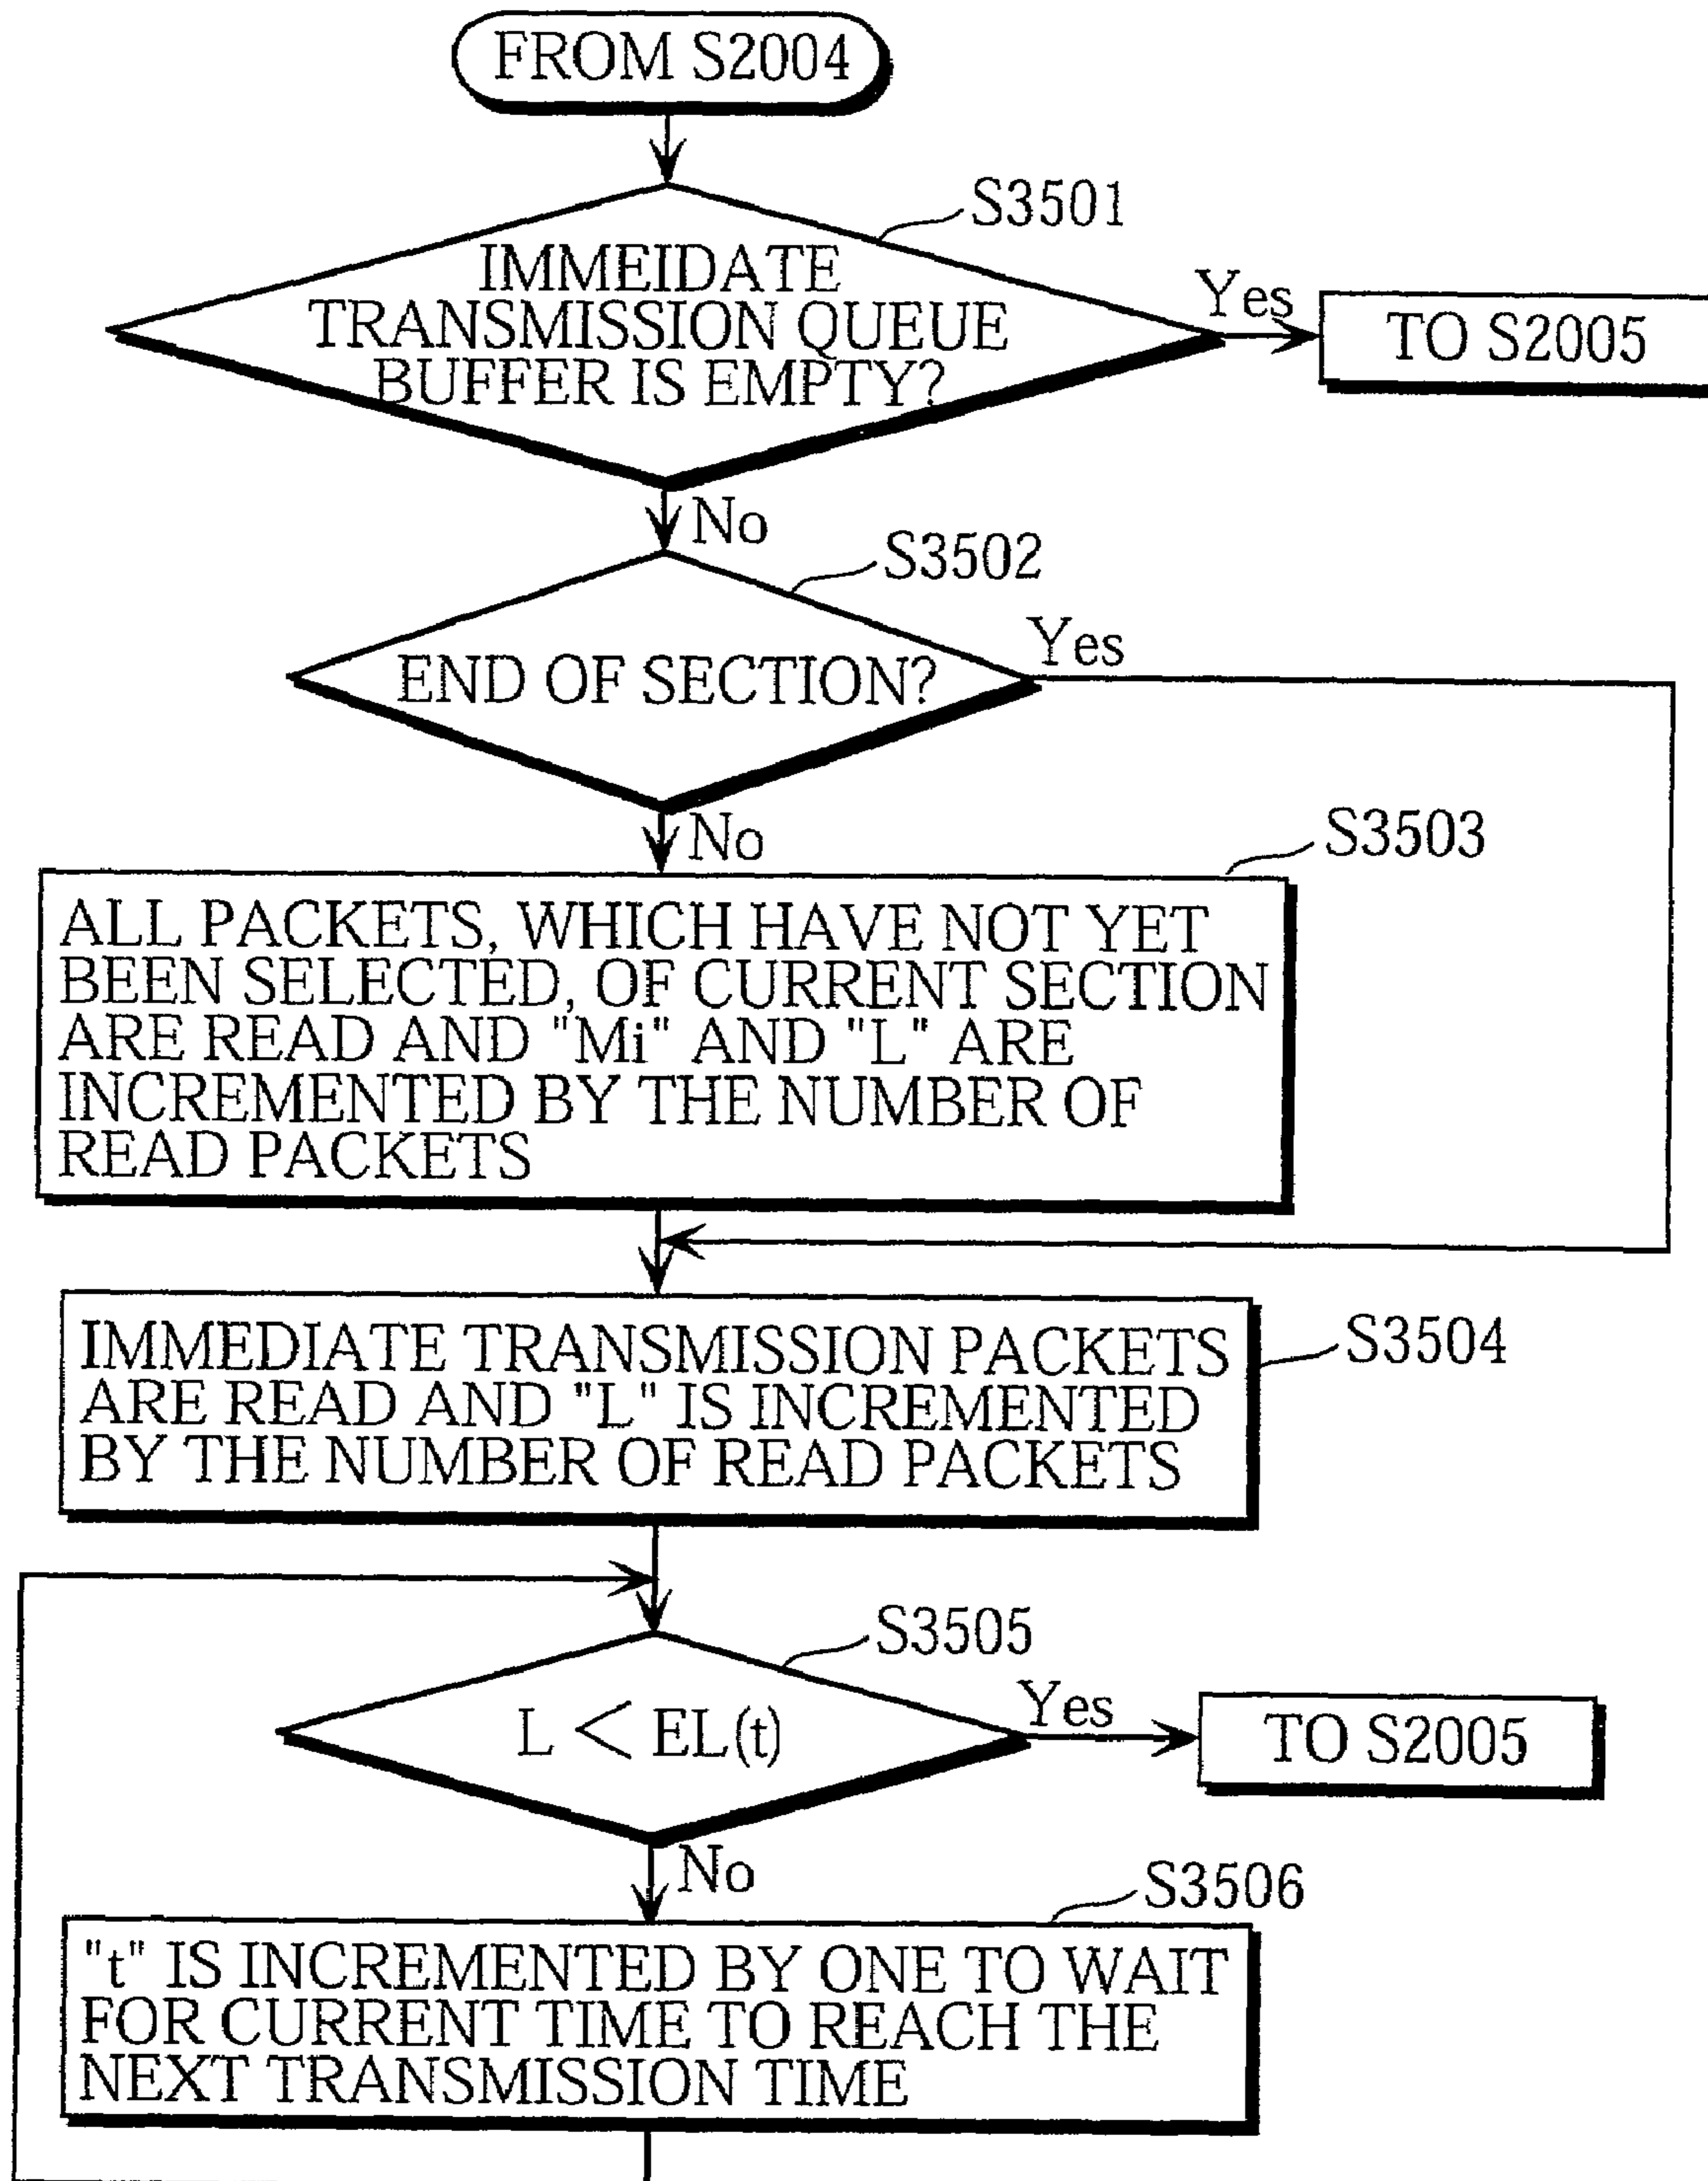 FROM S2004
S3501
IMMEIDATE
TRANSMISSION QUEUE
BUFFER IS EMPTY?
Yes
TO S2005
No
S3502
END OF SECTION?
Yes
No
S3503
ALL PACKETS, WHICH HAVE NOT YET
BEEN SELECTED, OF CURRENT SECTION
ARE READ AND "Mi" AND "L" ARE
INCREMENTED BY THE NUMBER OF
READ PACKETS
IMMEDIATE TRANSMISSION PACKETS
ARE READ AND "L" IS INCREMENTED
BY THE NUMBER OF READ PACKETS
S3504
S3505
L < EL(t)
Yes
TO S2005
No
S3506
"t" IS INCREMENTED BY ONE TO WAIT
FOR CURRENT TIME TO REACH THE
NEXT TRANSMISSION TIME